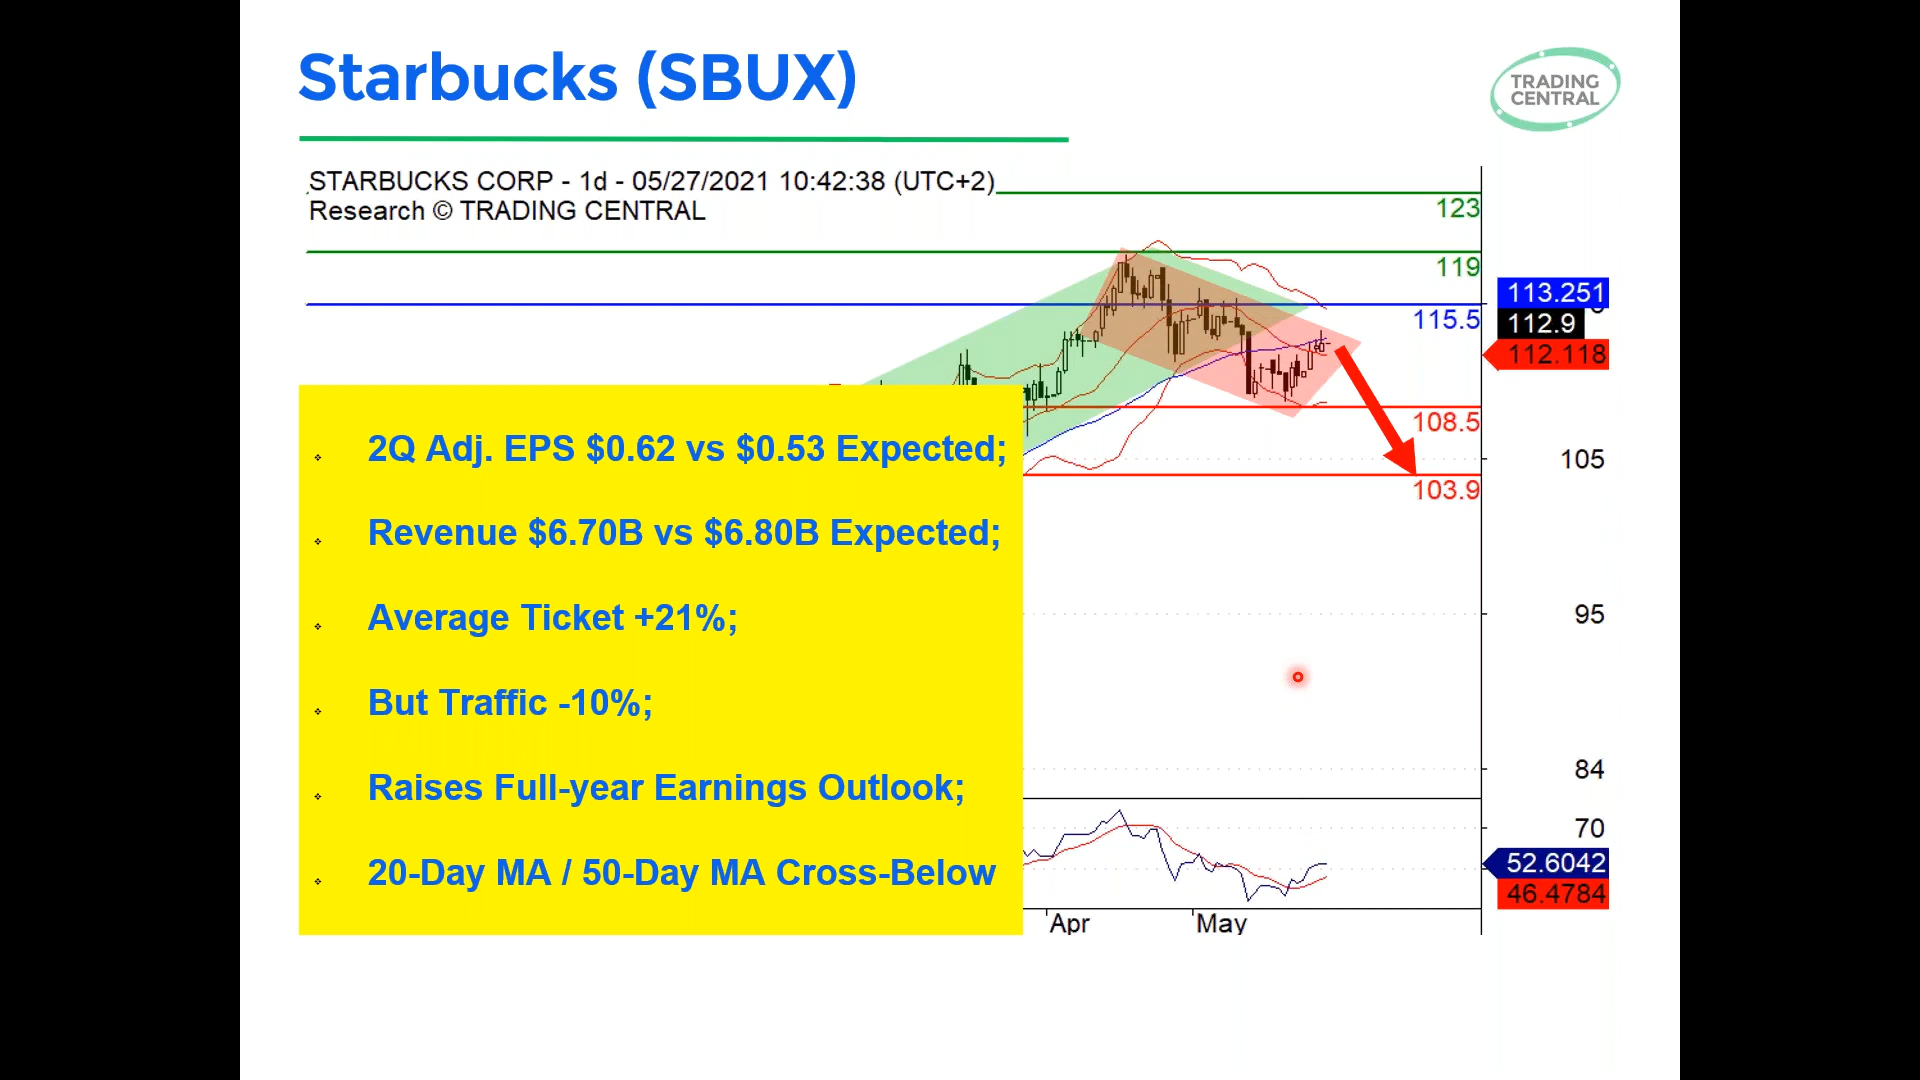 Starbucks (SBUX)
TRADING
CENTRAL
STARBUCKS CORP - 1d - 05/27/2021 10:42:38 (UTC+2)
Research © TRADING CENTRAL
123
119
115.5
113.251
112.9
112.118
108.5
105
103.9
95
84
70
52.6042
46.4784
Apr
May
2Q Adj. EPS $0.62 vs $0.53 Expected;
Revenue $6.70B vs $6.80B Expected;
Average Ticket +21%;
But Traffic -10%;
Raises Full-year Earnings Outlook;
20-Day MA / 50-Day MA Cross-Below